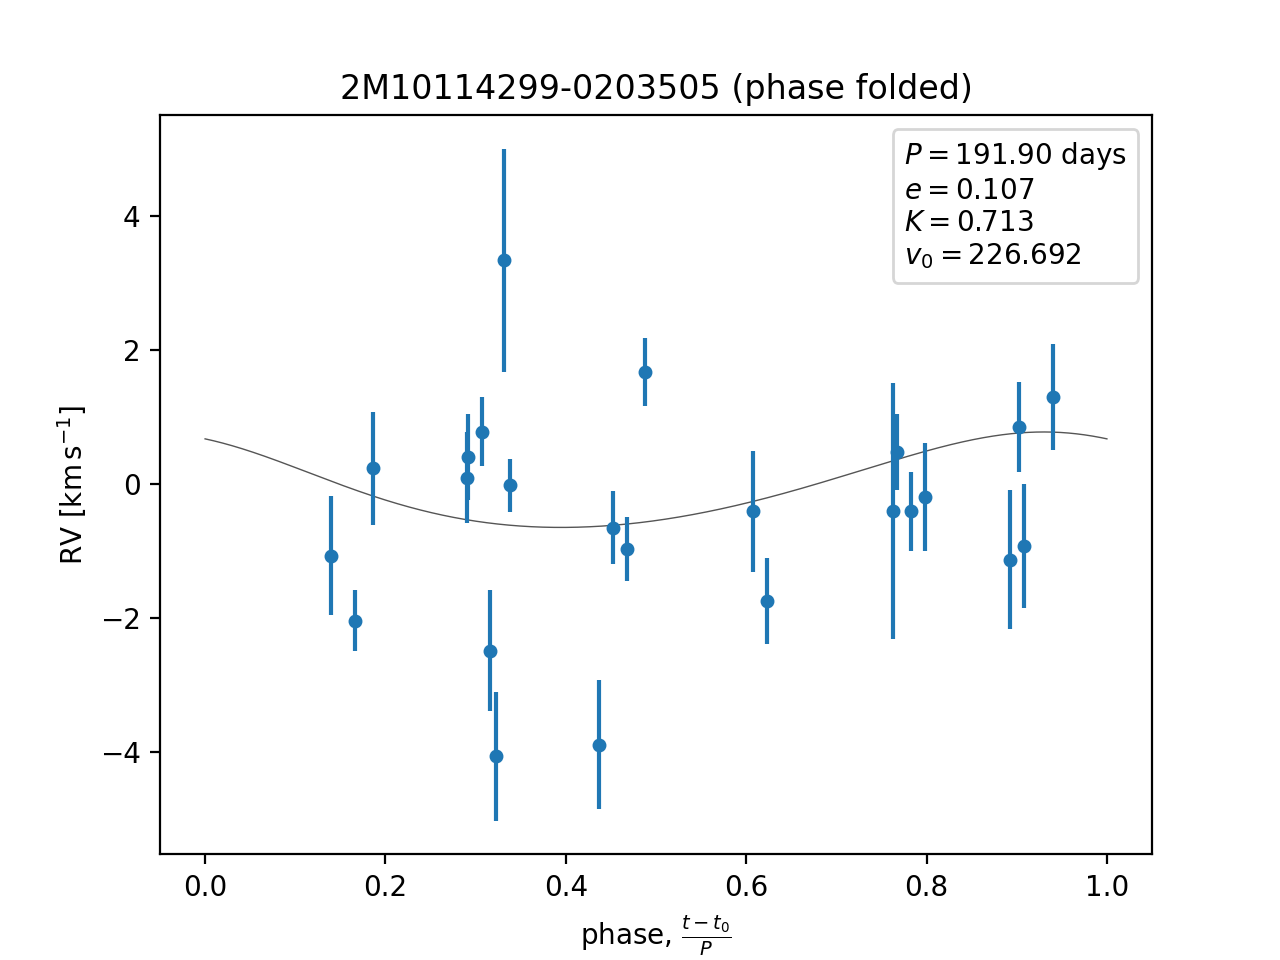 2M10114299-0203505 (phase folded)
P = 191.90 days
e = 0.107
K = 0.713
v₀ = 226.692
RV [km s⁻¹]
4
2
0
−2
−4
0.0 0.2 0.4 0.6 0.8 1.0
phase, (t − t₀)/P